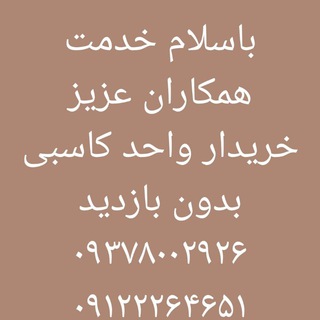 باسلام خدمت
همکاران عزیز
خریدار واحد کاسبی
بدون بازدید
۰۹۳۷۸۰۰۲۹۲۶
۰۹۱۲۲۲۶۴۶۵۱